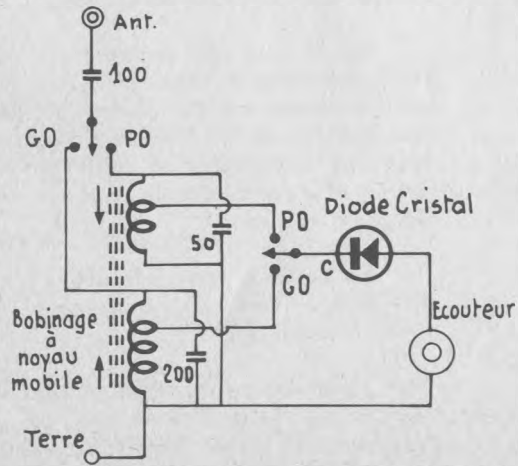 Ant.
100
GO
PO
50
PO
GO
C
Diode Cristal
Ecouteur
Bobinage
à
noyau
mobile
200
Terre